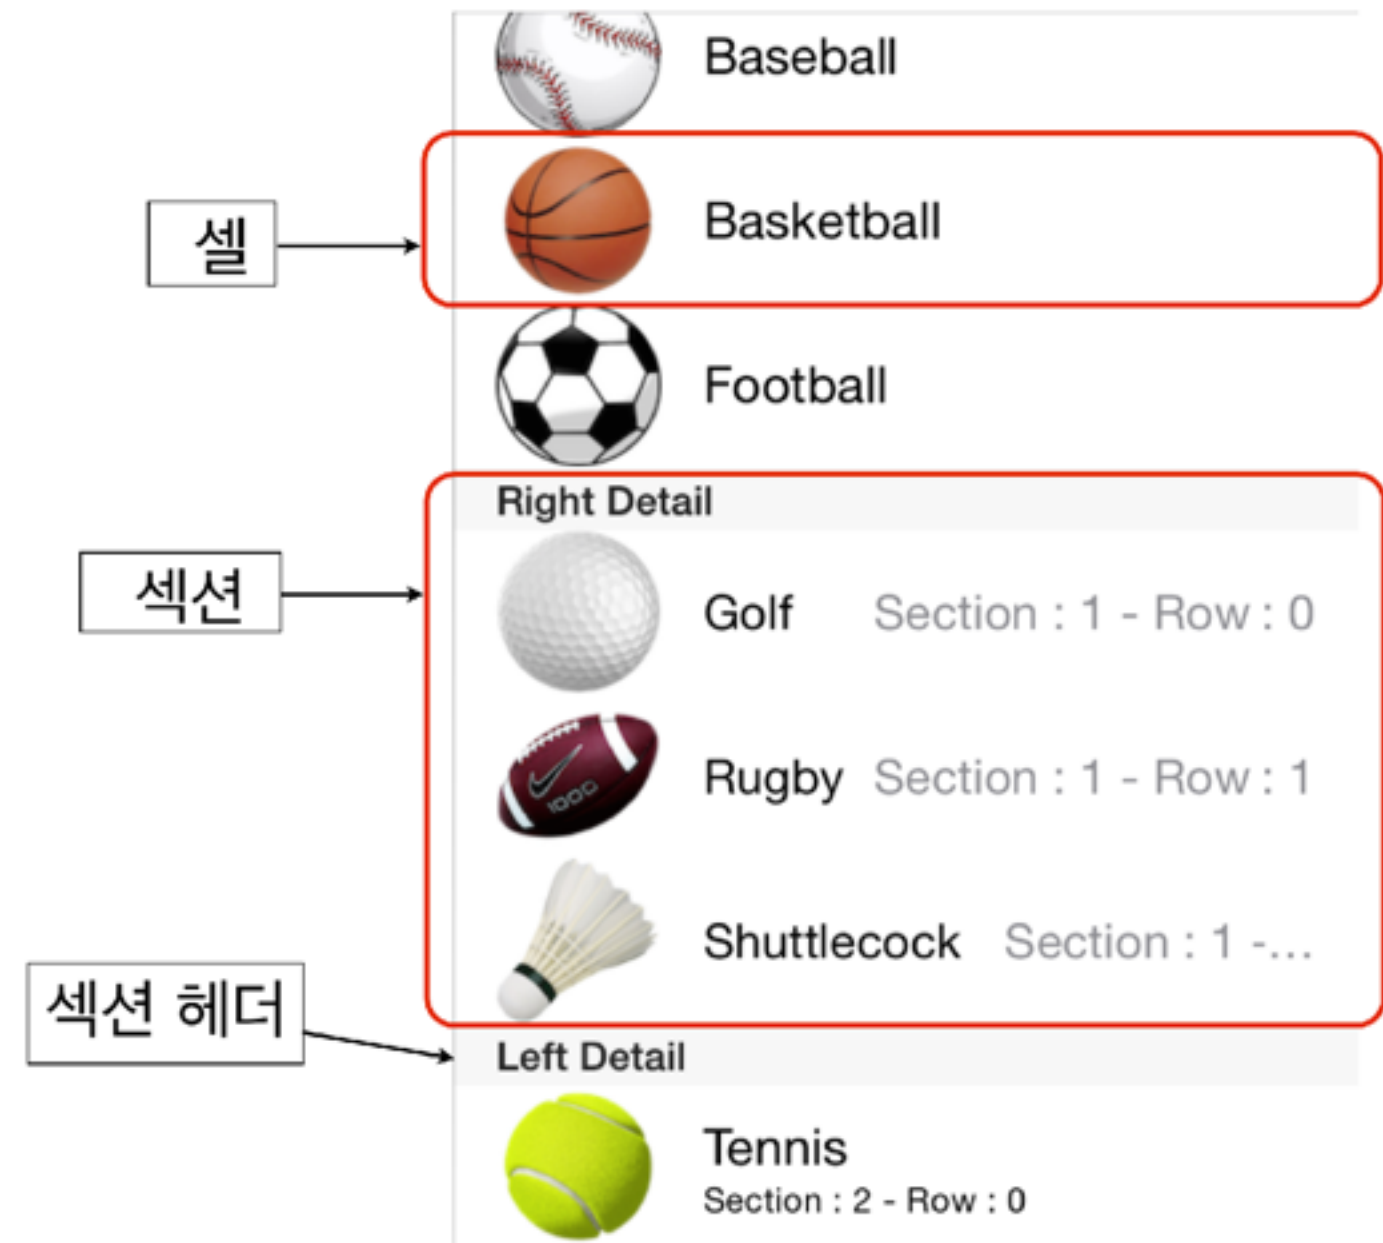 Baseball
셀
Basketball
Football
Right Detail
섹션
Golf Section : 1 - Row : 0
1000
Rugby Section : 1 - Row : 1
Shuttlecock Section : 1 -...
섹션 헤더
Left Detail
Tennis
Section : 2 - Row : 0